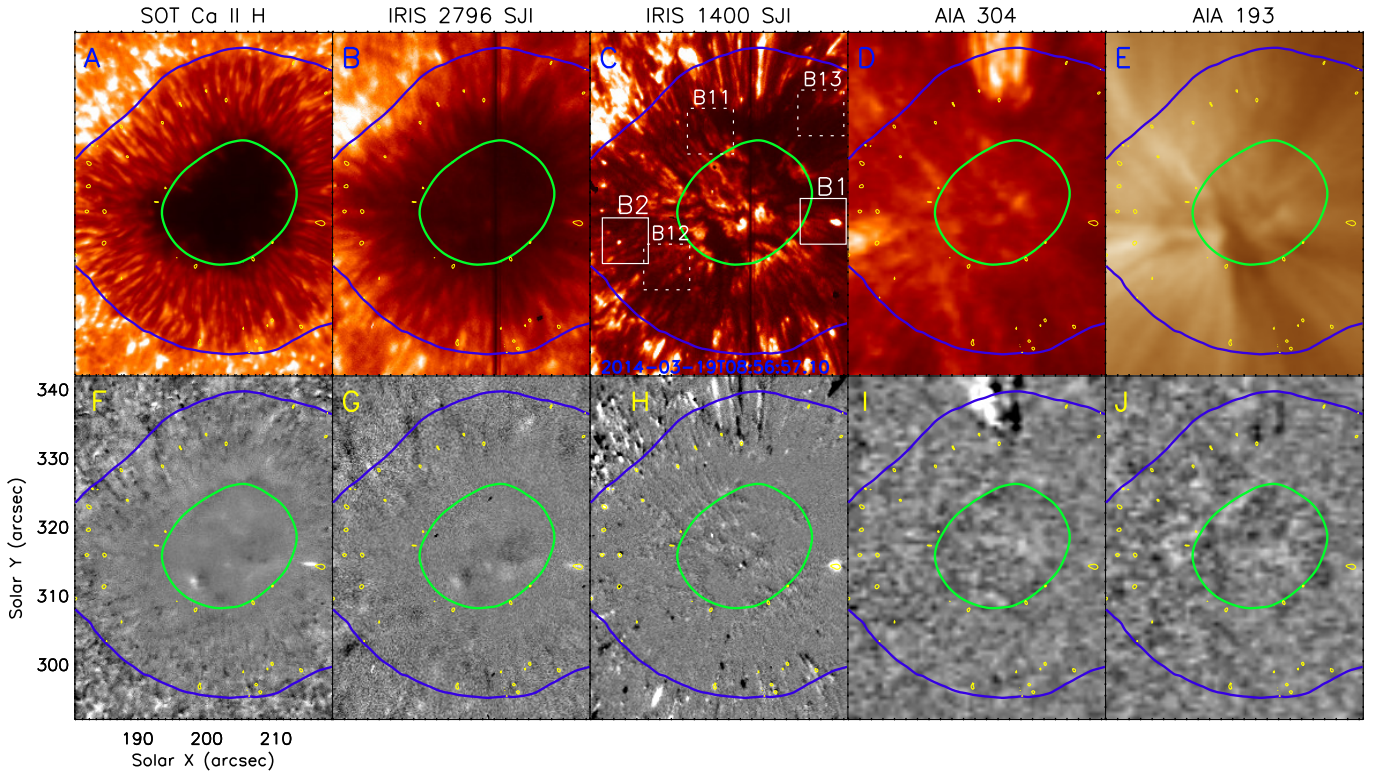 SOT Ca II H IRIS 2796 SJI IRIS 1400 SJI AIA 304 AIA 193
A B C D E
B13
B11
B1
B2
B12
2014-03-19T08:56:57.10
340
F G H I J
330
320
310
300
Solar Y (arcsec)
190 200 210
Solar X (arcsec)